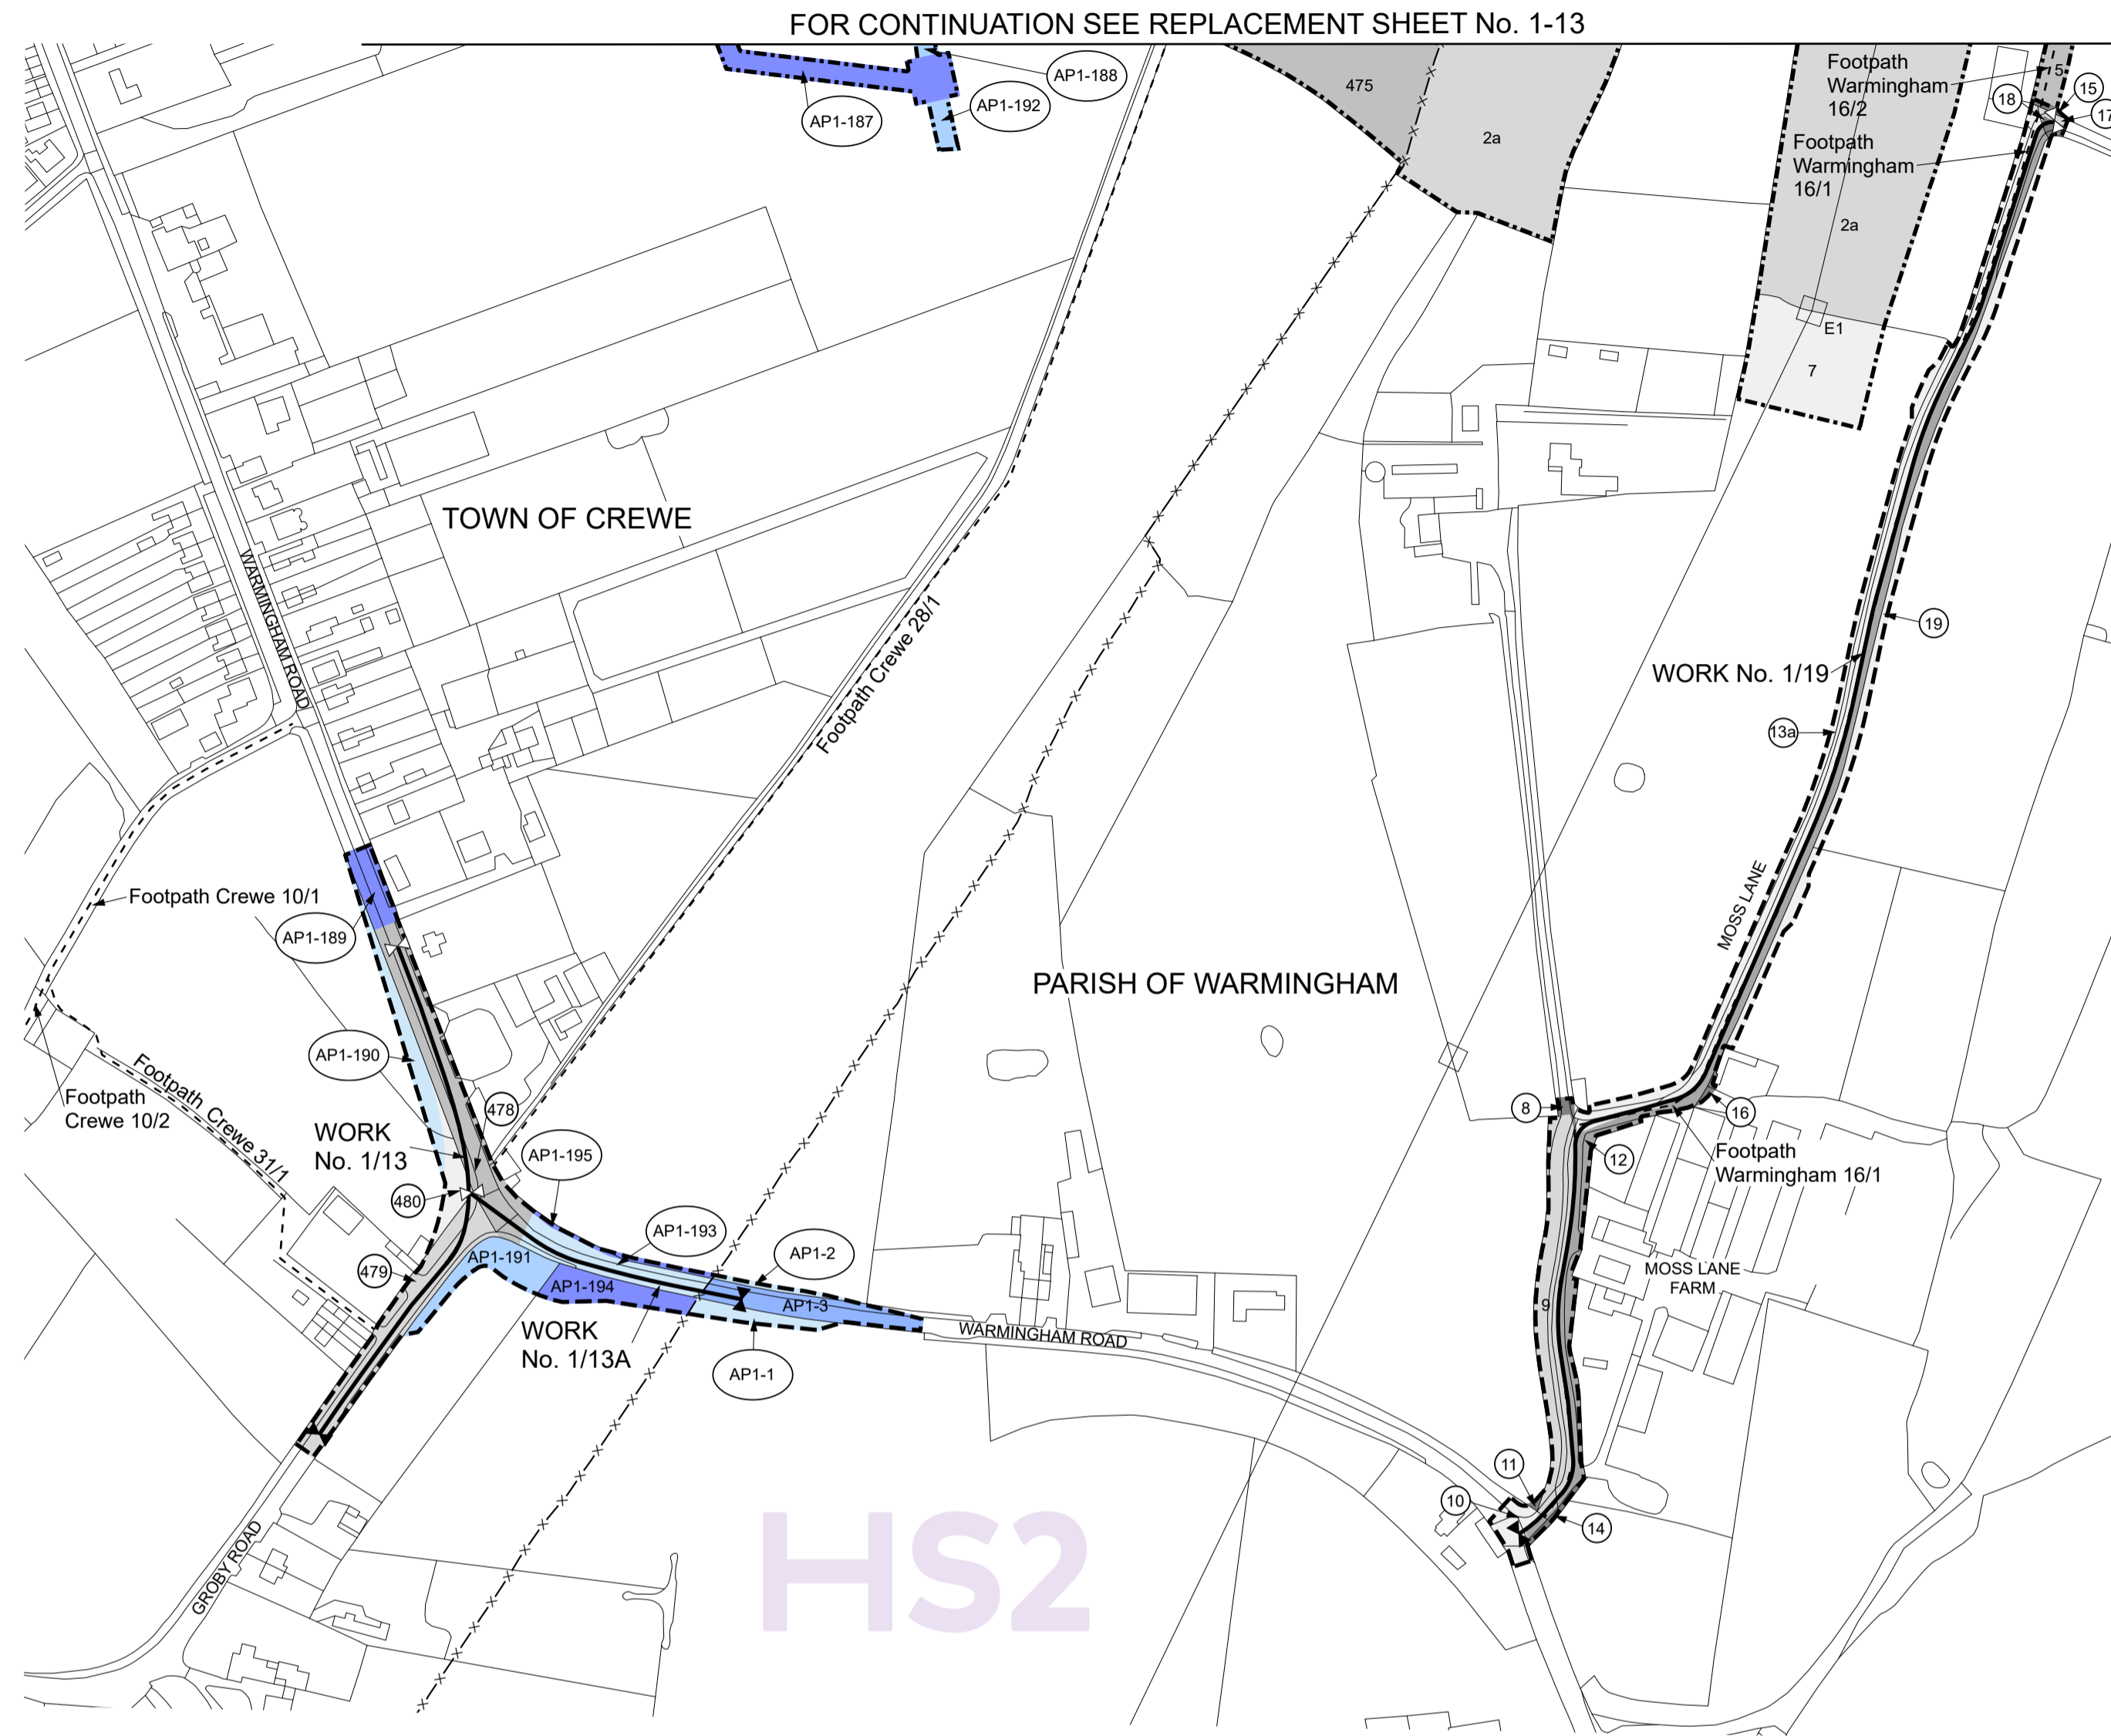 FOR CONTINUATION SEE REPLACEMENT SHEET No. 1-13
AP1-188
AP1-187
AP1-192
475
2a
Footpath
Warmingham
16/2
5
15
18
17
Footpath
Warmingham
16/1
2a
E1
7
TOWN OF CREWE
WARMINGHAM ROAD
Footpath Crewe 28/1
19
WORK No. 1/19
13a
MOSS LANE
Footpath Crewe 10/1
AP1-189
PARISH OF WARMINGHAM
AP1-190
Footpath
Crewe 10/2
Footpath Crewe 31/1
478
WORK
No. 1/13
AP1-195
480
8
16
12
Footpath
Warmingham 16/1
AP1-193
AP1-2
AP1-191
479
AP1-194
AP1-3
MOSS LANE
FARM
9
WORK
No. 1/13A
WARMINGHAM ROAD
AP1-1
11
10
14
GROBY ROAD
HS2